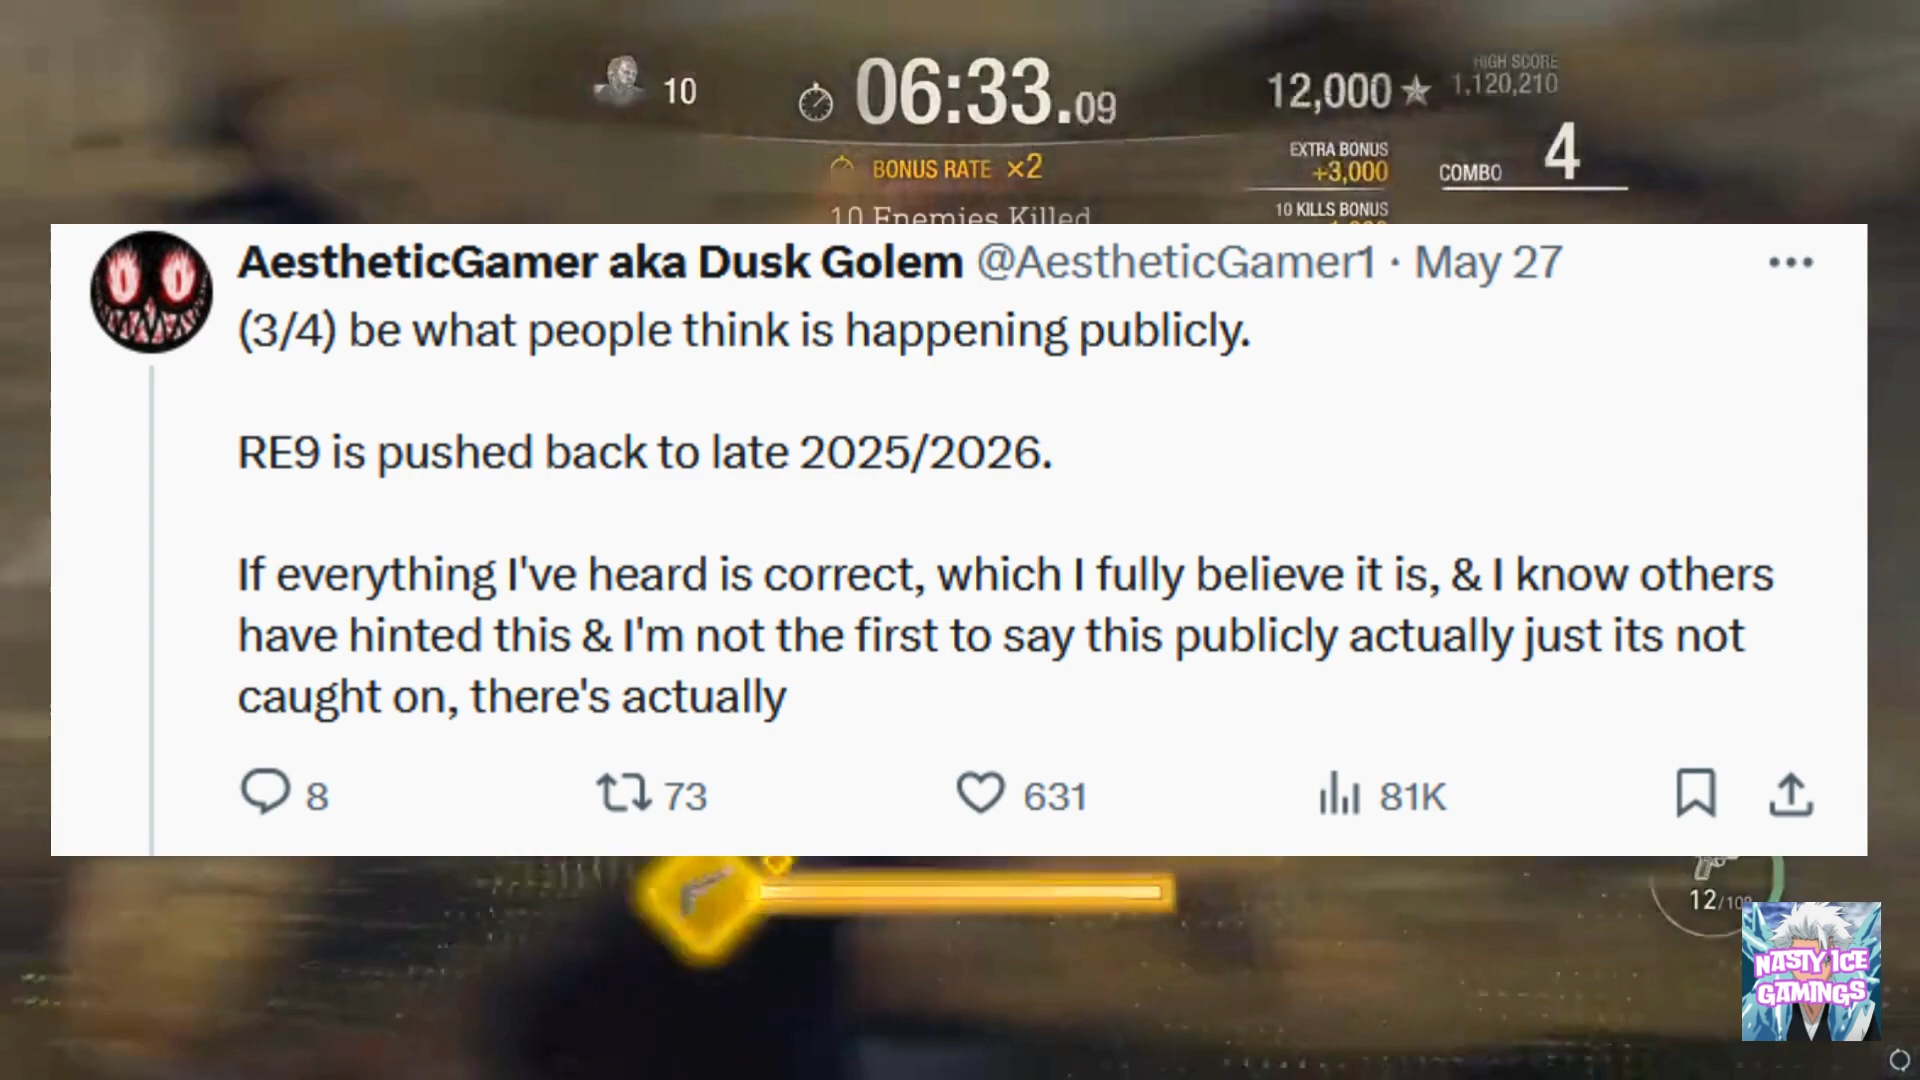 10
06:33.09
12,000
HIGH SCORE
1,120,210
BONUS RATE ×2
EXTRA BONUS
+3,000
COMBO 4
10 Enemies Killed
10 KILLS BONUS
AestheticGamer aka Dusk Golem @AestheticGamer1 · May 27
(3/4) be what people think is happening publicly.
RE9 is pushed back to late 2025/2026.
If everything I've heard is correct, which I fully believe it is, & I know others
have hinted this & I'm not the first to say this publicly actually just its not
caught on, there's actually
8 73 631 81K
12/
NASTY ICE
GAMINGS